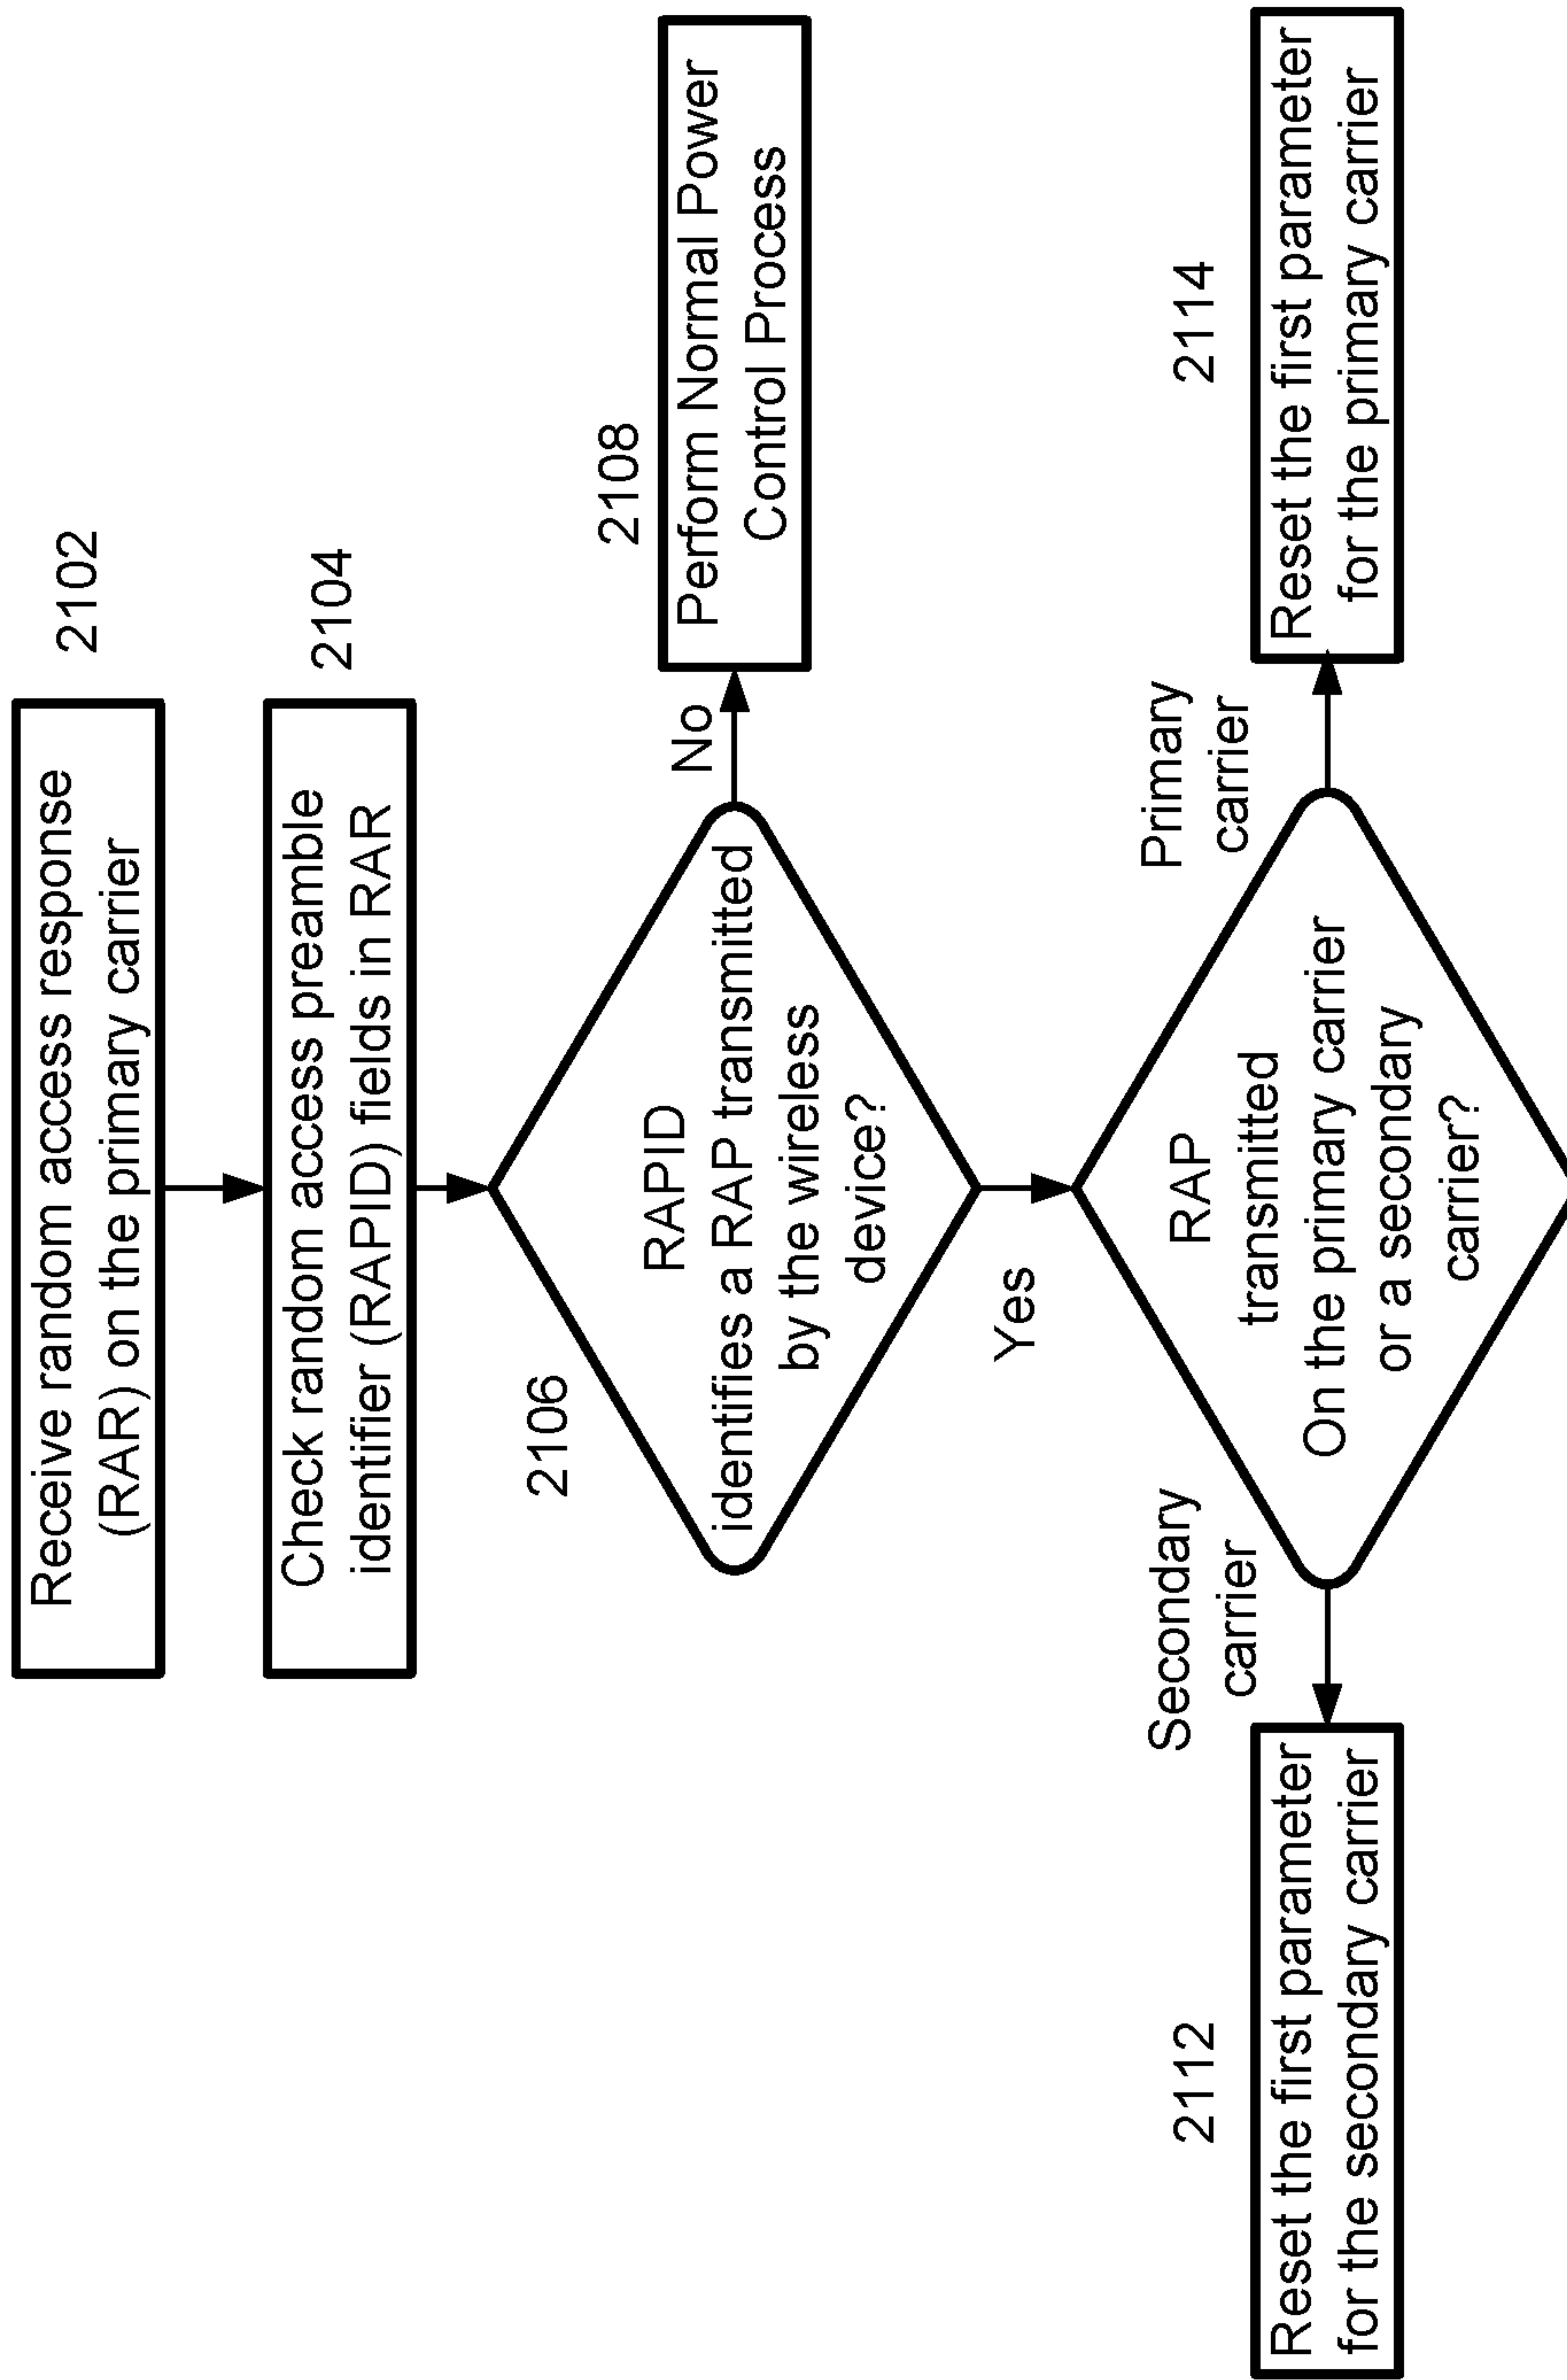 2102
Receive random access response
(RAR) on the primary carrier
2104
Check random access preamble
identifier (RAPID) fields in RAR
2106
RAPID
identifies a RAP transmitted
by the wireless
device?
No
2108
Perform Normal Power
Control Process
Yes
RAP
transmitted
On the primary carrier
or a secondary
carrier?
Secondary
carrier
2112
Reset the first parameter
for the secondary carrier
Primary
carrier
2114
Reset the first parameter
for the primary carrier